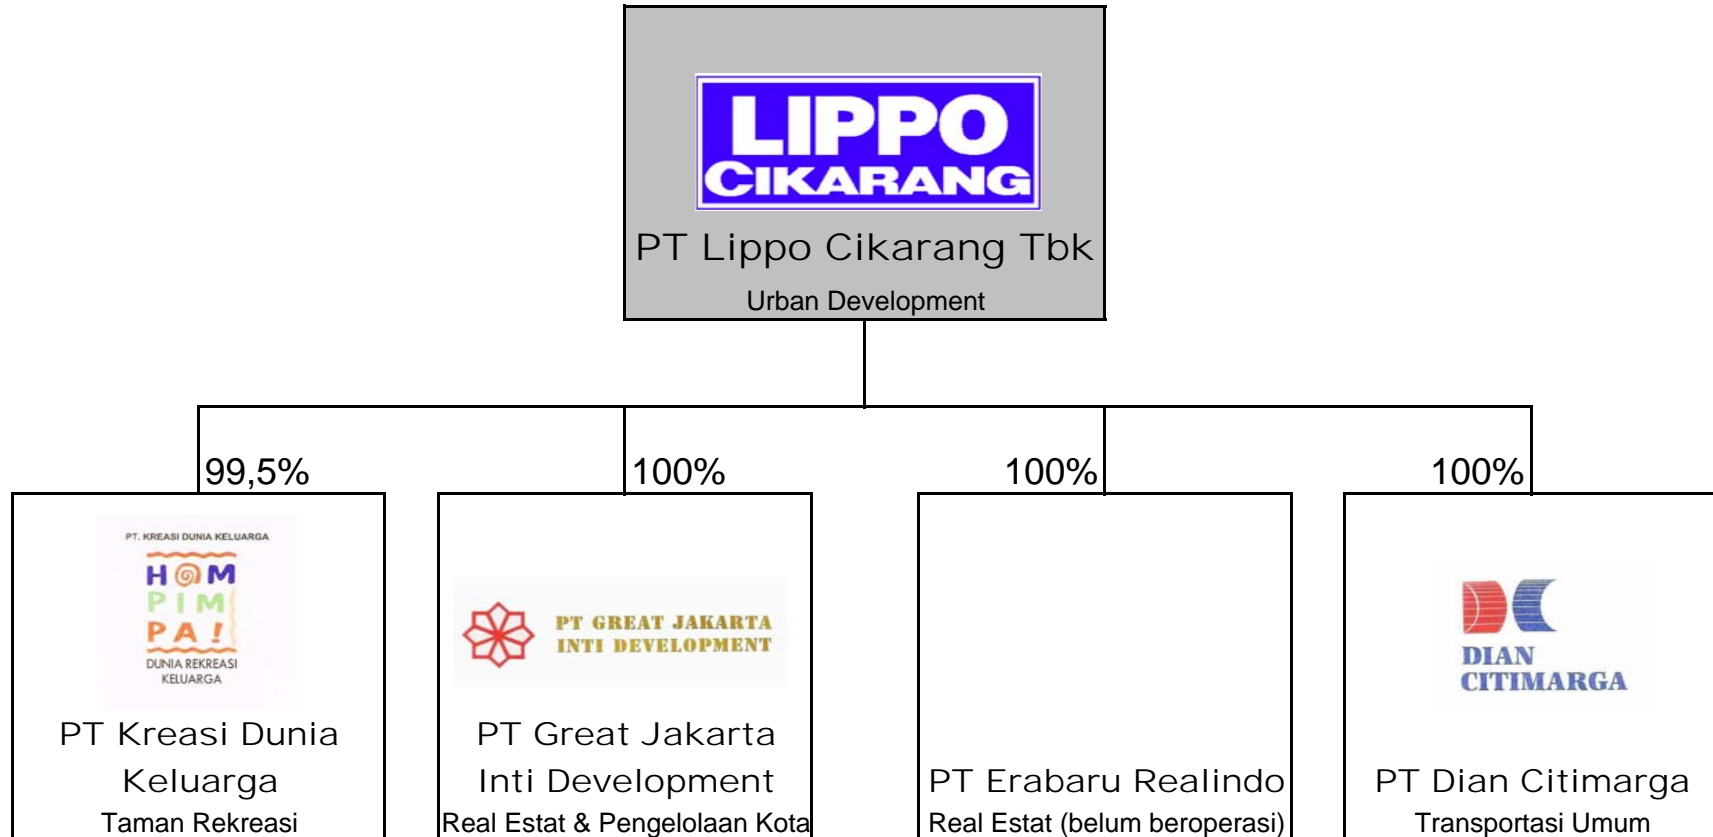 LIPPO
CIKARANG
PT Lippo Cikarang Tbk
Urban Development
99,5%
100%
100%
100%
PT. KREASI DUNIA KELUARGA
HOM
PIM
PA!
DUNIA REKREASI
KELUARGA
PT Kreasi Dunia
Keluarga
Taman Rekreasi
PT GREAT JAKARTA
INTI DEVELOPMENT
PT Great Jakarta
Inti Development
Real Estat & Pengelolaan Kota
PT Erabaru Realindo
Real Estat (belum beroperasi)
DIAN
CITIMARGA
PT Dian Citimarga
Transportasi Umum